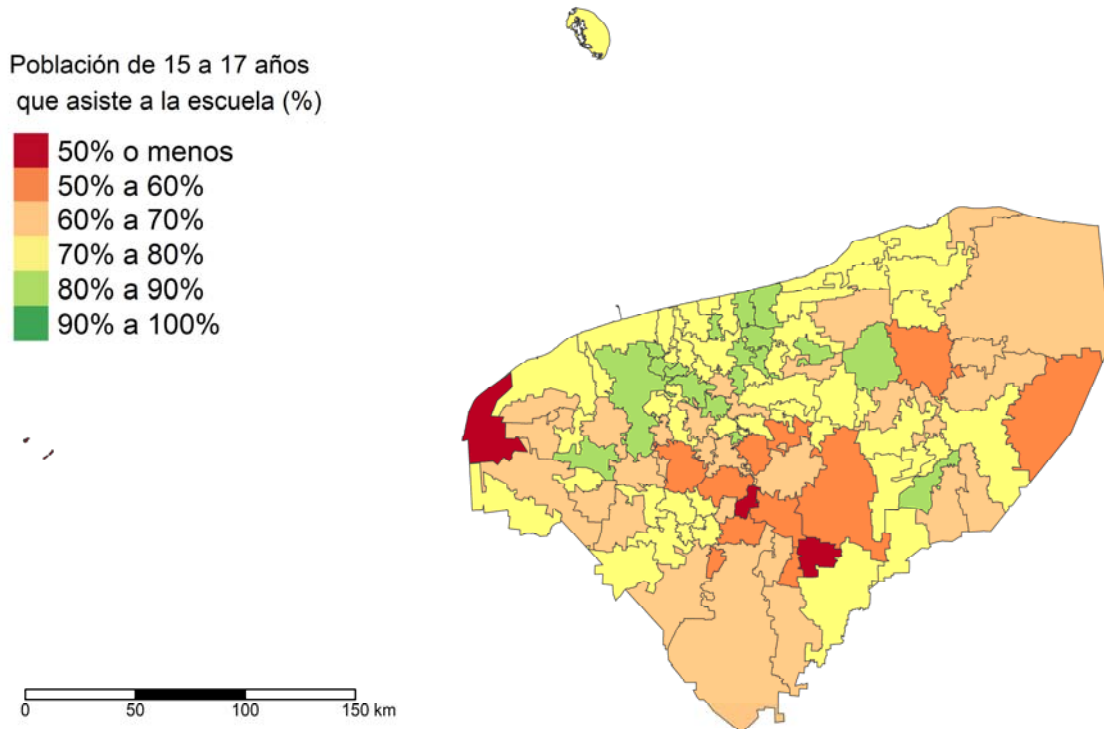 Población de 15 a 17 años
que asiste a la escuela (%)
50% o menos
50% a 60%
60% a 70%
70% a 80%
80% a 90%
90% a 100%
0 50 100 150 km